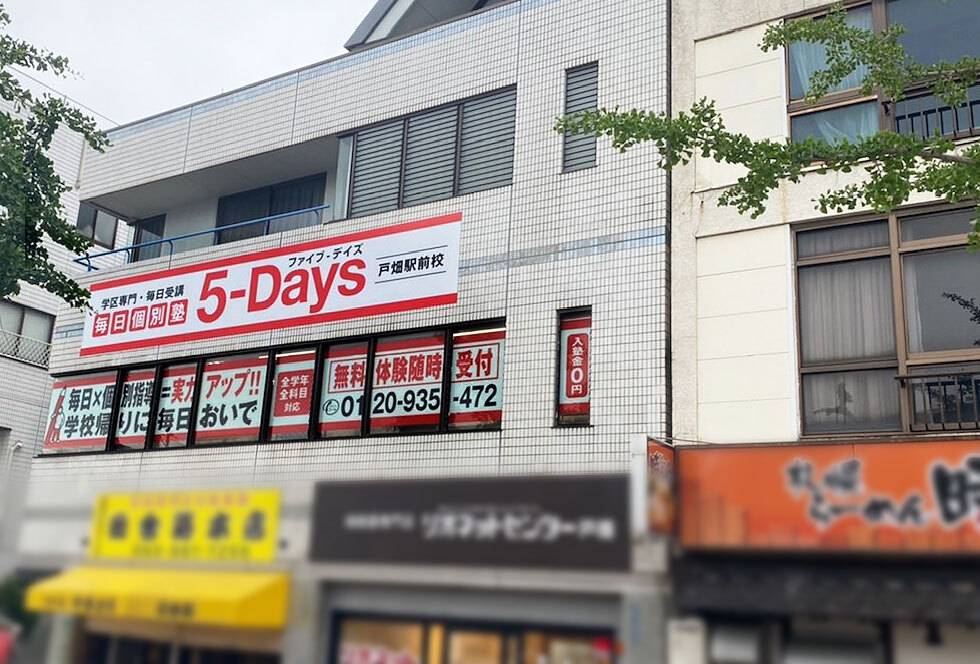 学区専門・毎日受講
毎日個別塾
ファイブ-デイズ
5-Days
戸畑駅前校
毎日×個別指導=実力アップ!!
学校帰りに毎日おいで
全学年
全科目
対応
無料体験随時受付
0120-935-472
入塾金0円